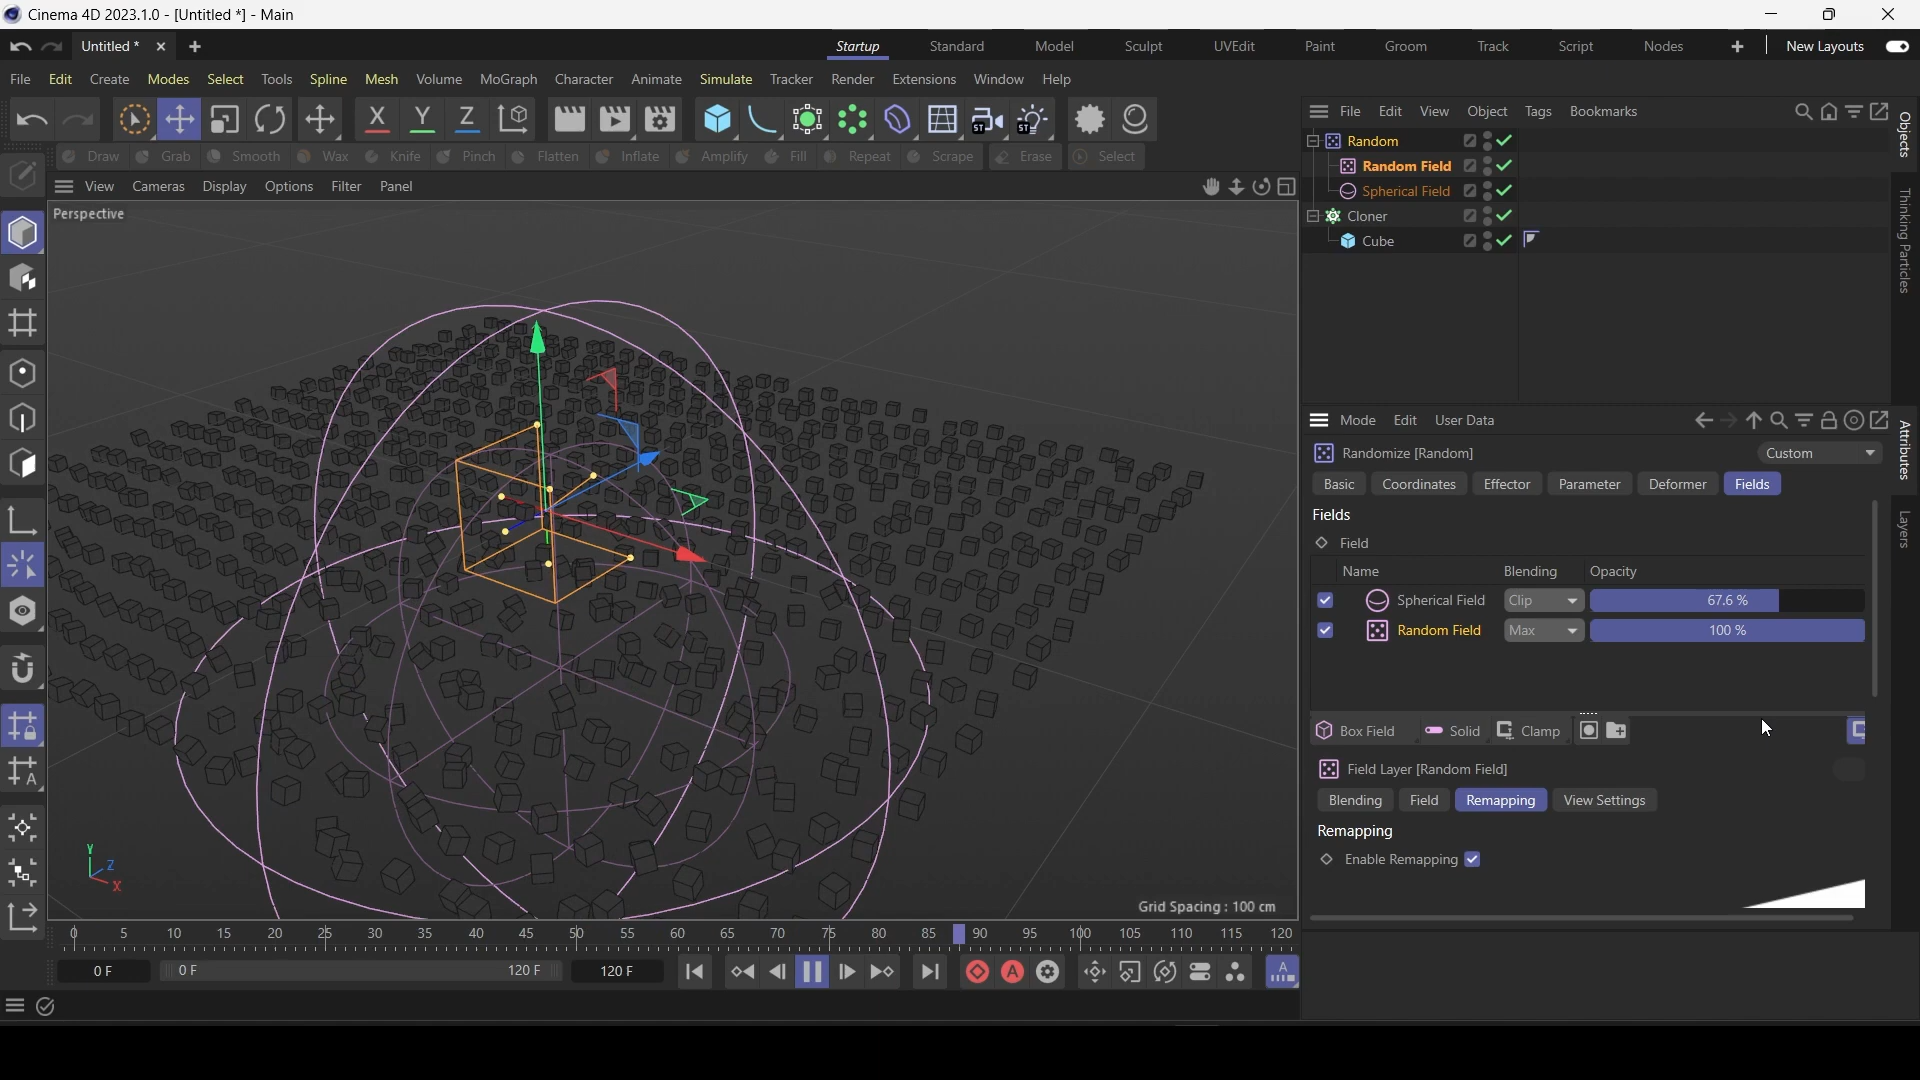 Cinema 4D 2023.1.0 - [Untitled *] - Main
Untitled *
Startup Standard Model Sculpt UVEdit Paint Groom Track Script Nodes New Layouts
File Edit Create Modes Select Tools Spline Mesh Volume MoGraph Character Animate Simulate Tracker Render Extensions Window Help
X Y Z ST ST
Draw Grab Smooth Wax Knife Pinch Flatten Inflate Amplify Fill Repeat Scrape Erase Select
View Cameras Display Options Filter Panel
Perspective
Y
Z
X
Grid Spacing : 100 cm
0 5 10 15 20 25 30 35 40 45 50 55 60 65 70 75 80 85 90 95 100 105 110 115 120
0 F 0 F 120 F 120 F
A A
File Edit View Object Tags Bookmarks
Random
Random Field
Spherical Field
Cloner
Cube
Objects
Thinking Particles
Mode Edit User Data
Randomize [Random] Custom
Basic Coordinates Effector Parameter Deformer Fields
Fields
Field
Name Blending Opacity
Spherical Field Clip 67.6 %
Random Field Max 100 %
Box Field Solid Clamp
Field Layer [Random Field]
Blending Field Remapping View Settings
Remapping
Enable Remapping
Attributes
Layers